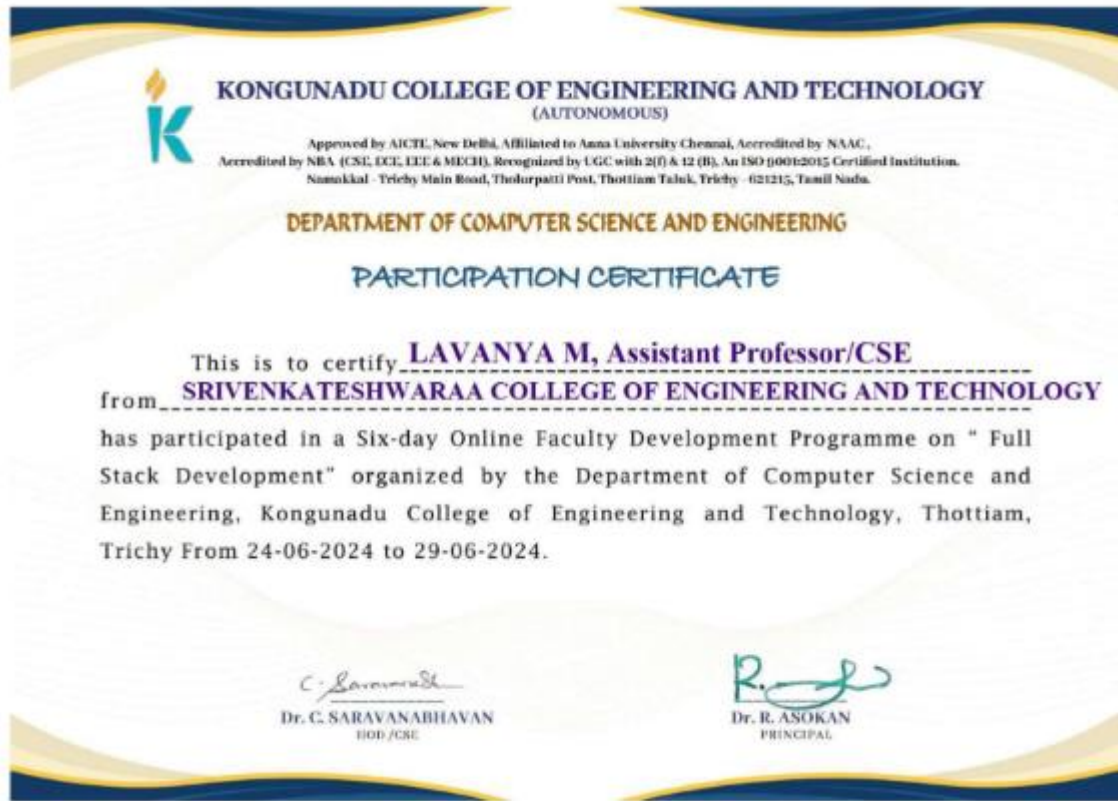 KONGUNADU COLLEGE OF ENGINEERING AND TECHNOLOGY
(AUTONOMOUS)
Approved by AICTE, New Delhi, Affiliated to Anna University Chennai, Accredited by NAAC,
Accredited by NBA (CSE, ECE, EEE & MECH), Recognized by UGC with 2(f) & 12 (B), An ISO 9001:2015 Certified Institution.
Namakkal - Trichy Main Road, Tholurpatti Post, Thottiam Taluk, Trichy - 621215, Tamil Nadu.
DEPARTMENT OF COMPUTER SCIENCE AND ENGINEERING
PARTICIPATION CERTIFICATE
This is to certify LAVANYA M, Assistant Professor/CSE
from SRIVENKATESHWARAA COLLEGE OF ENGINEERING AND TECHNOLOGY
has participated in a Six-day Online Faculty Development Programme on " Full
Stack Development" organized by the Department of Computer Science and
Engineering, Kongunadu College of Engineering and Technology, Thottiam,
Trichy From 24-06-2024 to 29-06-2024.
Dr. C. SARAVANABHAVAN
HOD /CSE
Dr. R. ASOKAN
PRINCIPAL